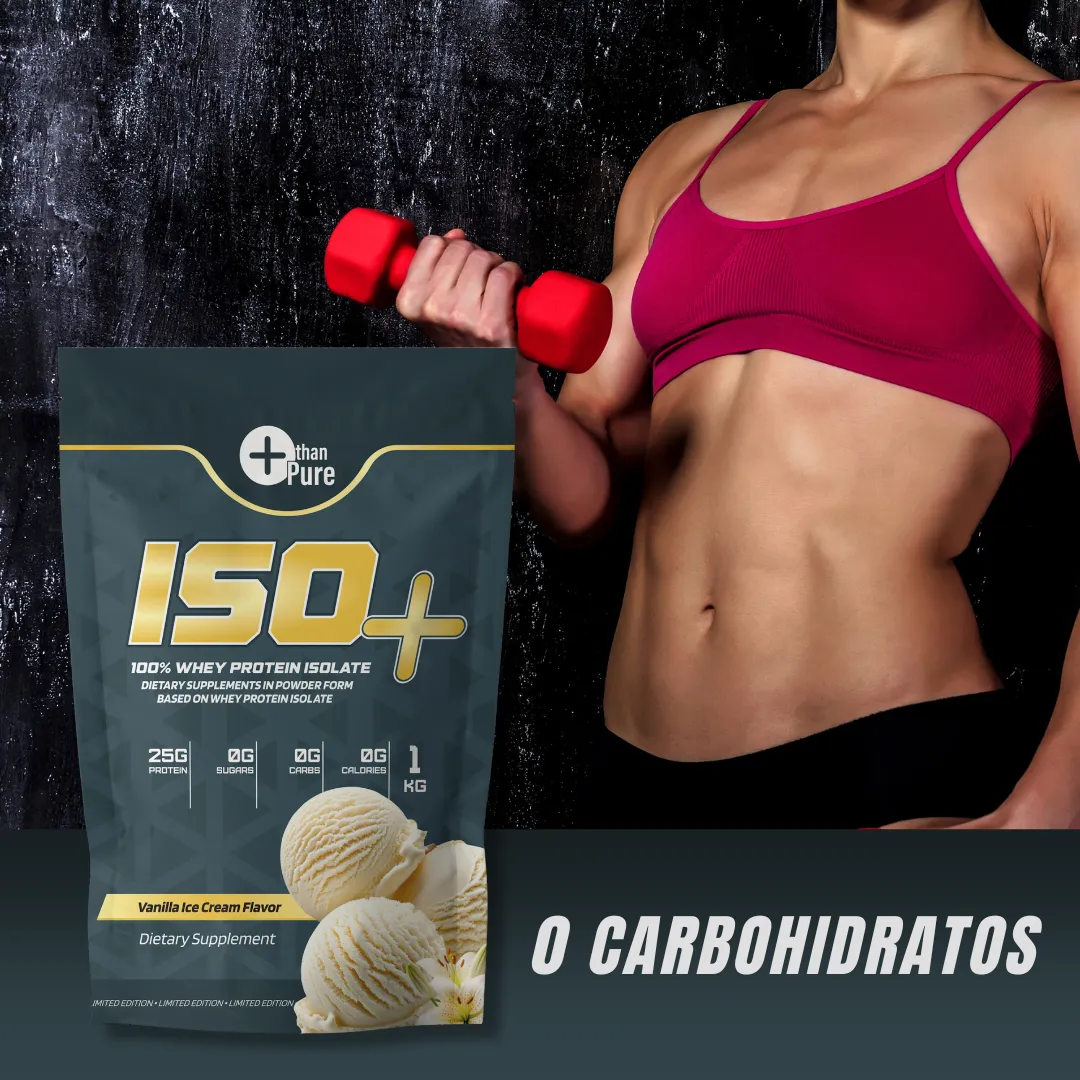 + than
Pure
ISO+
100% WHEY PROTEIN ISOLATE
DIETARY SUPPLEMENTS IN POWDER FORM
BASED ON WHEY PROTEIN ISOLATE
25G 0G 0G 0G 1
PROTEIN SUGARS CARBS CALORIES KG
Vanilla Ice Cream Flavor
Dietary Supplement
IMITED EDITION • LIMITED EDITION • LIMITED EDITION
0 CARBOHIDRATOS